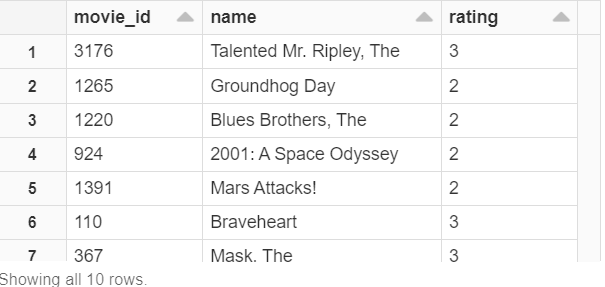 movie_id name rating
1 3176 Talented Mr. Ripley, The 3
2 1265 Groundhog Day 2
3 1220 Blues Brothers, The 2
4 924 2001: A Space Odyssey 2
5 1391 Mars Attacks! 2
6 110 Braveheart 3
7 367 Mask, The 3
Showing all 10 rows.